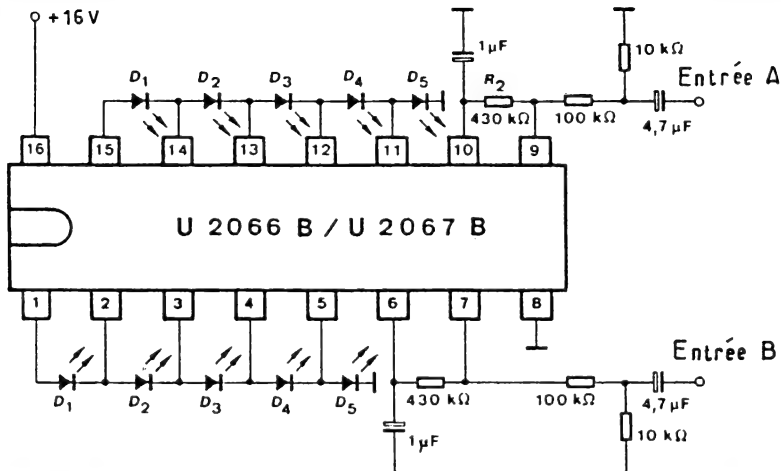 +16V
1 µF
10 kΩ
D1 D2 D3 D4 D5
R2
Entrée A
430 kΩ
100 kΩ
4,7 µF
16 15 14 13 12 11 10 9
U 2066 B / U 2067 B
1 2 3 4 5 6 7 8
Entrée B
D1 D2 D3 D4 D5
430 kΩ
100 kΩ
4,7 µF
1 µF
10 kΩ